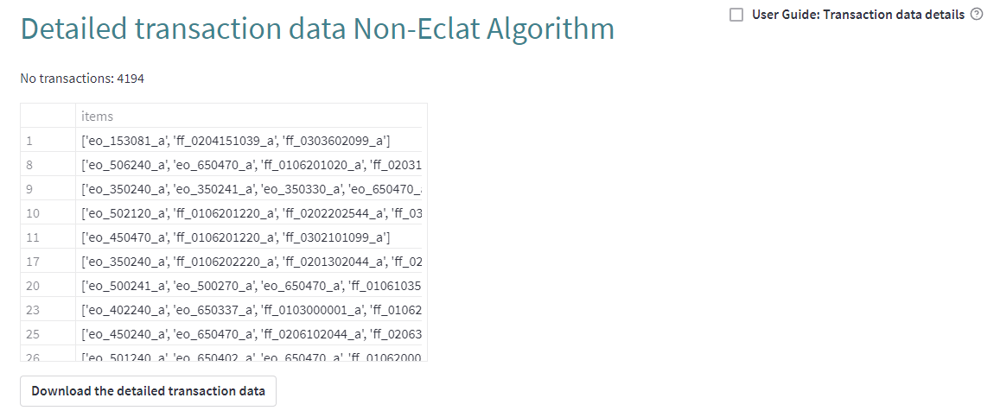 Detailed transaction data Non-Eclat Algorithm
User Guide: Transaction data details
No transactions: 4194
items
1 ['eo_153081_a', 'ff_0204151039_a', 'ff_0303602099_a']
8 ['eo_506240_a', 'eo_650470_a', 'ff_0106201020_a', 'ff_02031
9 ['eo_350240_a', 'eo_350241_a', 'eo_350330_a', 'eo_650470_a
10 ['eo_502120_a', 'ff_0106201220_a', 'ff_0202202544_a', 'ff_03
11 ['eo_450470_a', 'ff_0106201220_a', 'ff_0302101099_a']
17 ['eo_350240_a', 'ff_0106202220_a', 'ff_0201302044_a', 'ff_02
20 ['eo_500241_a', 'eo_500270_a', 'eo_650470_a', 'ff_01061035
23 ['eo_402240_a', 'eo_650337_a', 'ff_0103000001_a', 'ff_01062
25 ['eo_450240_a', 'eo_650470_a', 'ff_0206102044_a', 'ff_02063
26 ['eo_501240_a', 'eo_650402_a', 'eo_650470_a', 'ff_01062000
Download the detailed transaction data